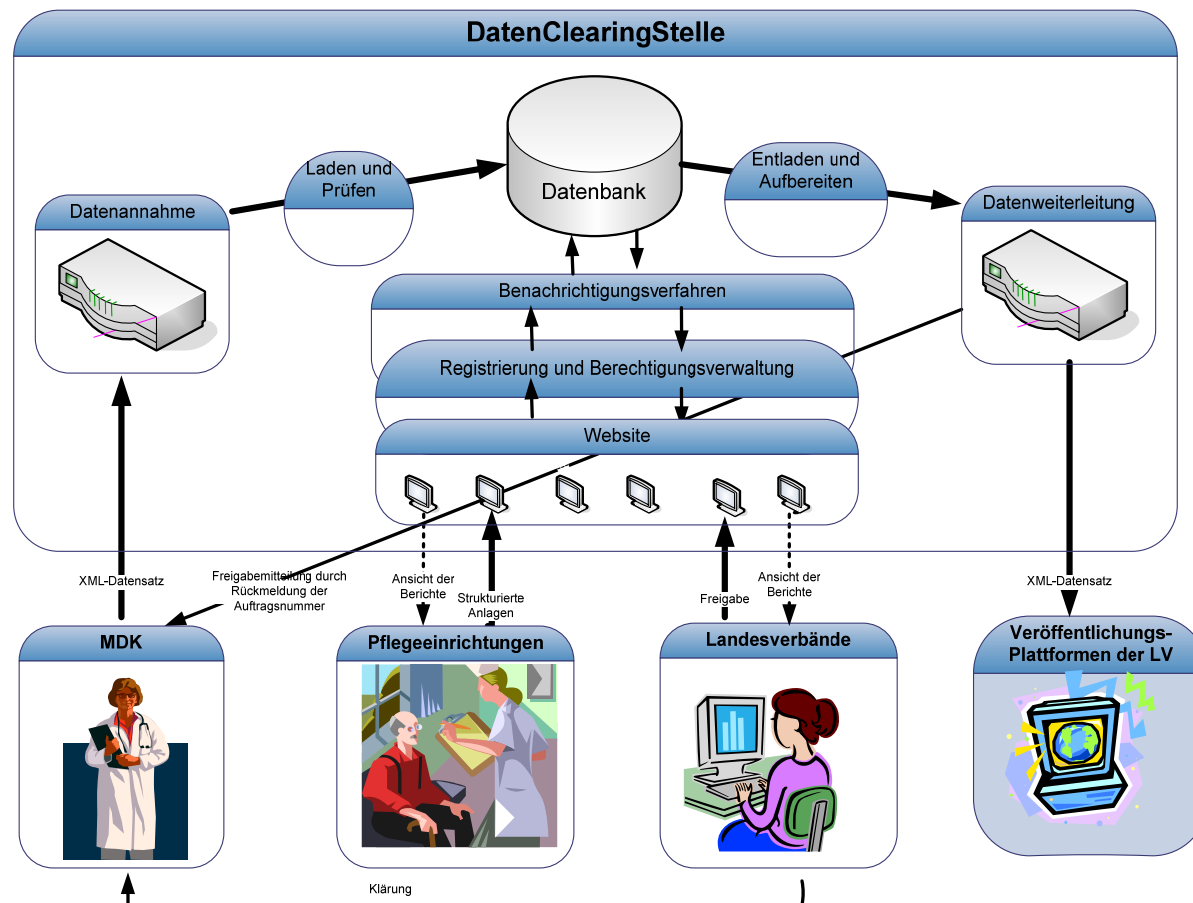 DatenClearingStelle
Laden und
Prüfen
Datenbank
Entladen und
Aufbereiten
Datenannahme
Datenweiterleitung
Benachrichtigungsverfahren
Registrierung und Berechtigungsverwaltung
Website
XML-Datensatz
Freigabemitteilung durch
Rückmeldung der
Auftragsnummer
Ansicht der
Berichte
Strukturierte
Anlagen
Freigabe
Ansicht der
Berichte
XML-Datensatz
MDK
Pflegeeinrichtungen
Landesverbände
Veröffentlichungs-
Plattformen der LV
Klärung